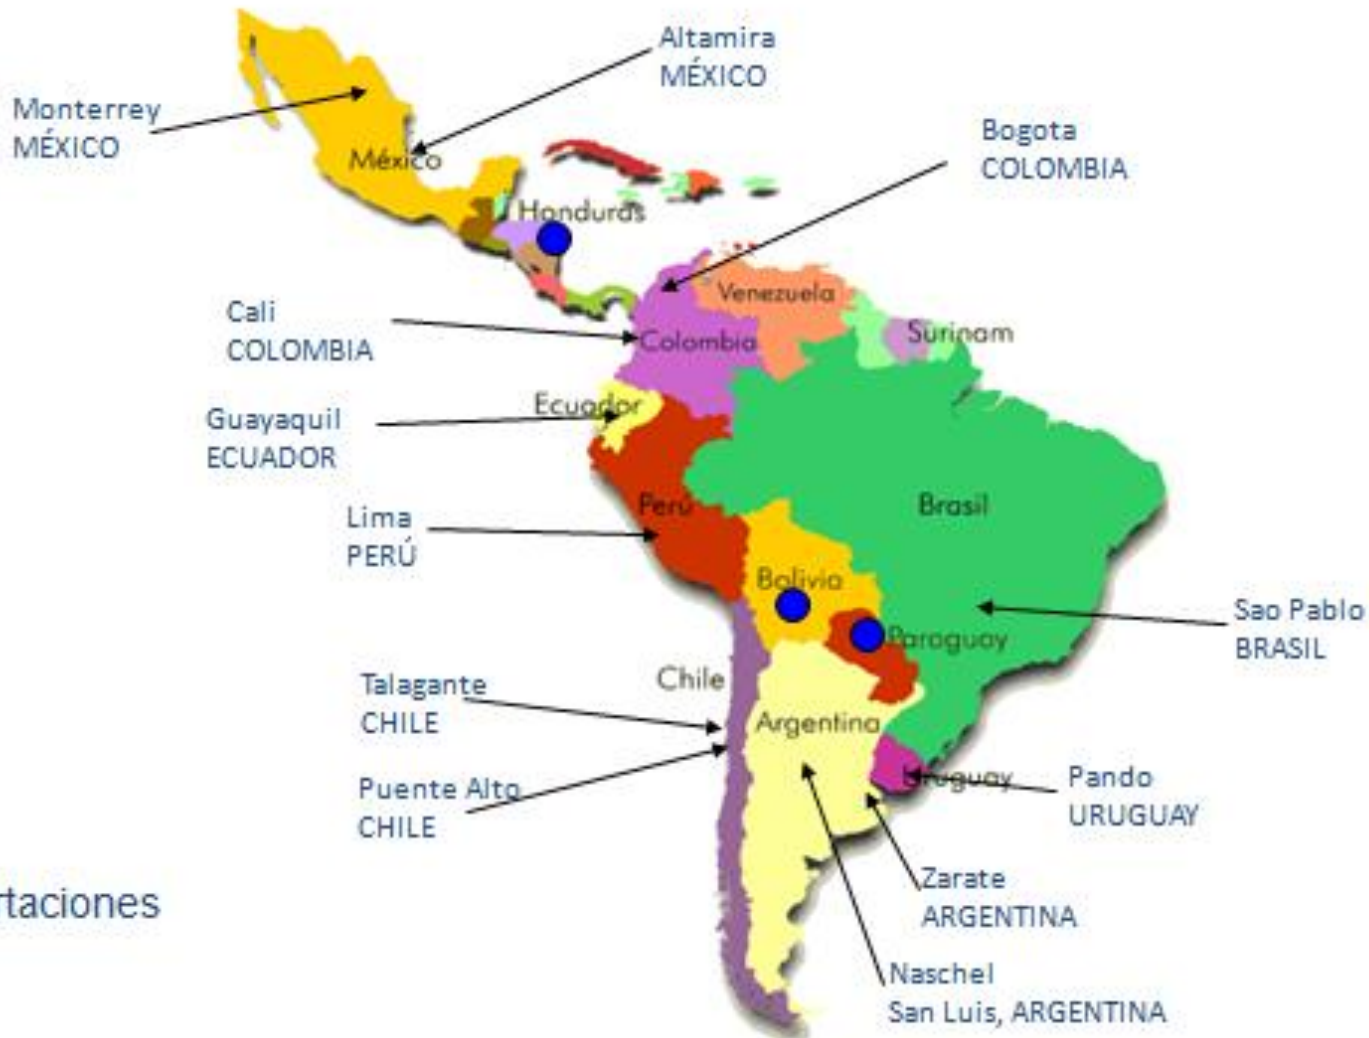 Altamira
MÉXICO
Monterrey
MÉXICO
Bogota
COLOMBIA
México
Honduras
Venezuela
Cali
COLOMBIA
Colombia
Surinam
Ecuador
Guayaquil
ECUADOR
Perú
Brasil
Lima
PERÚ
Bolivia
Sao Pablo
BRASIL
Paraguay
Chile
Talagante
CHILE
Argentina
Puente Alto
CHILE
Uruguay
Pando
URUGUAY
Zarate
ARGENTINA
rtaciones
Naschel
San Luis, ARGENTINA